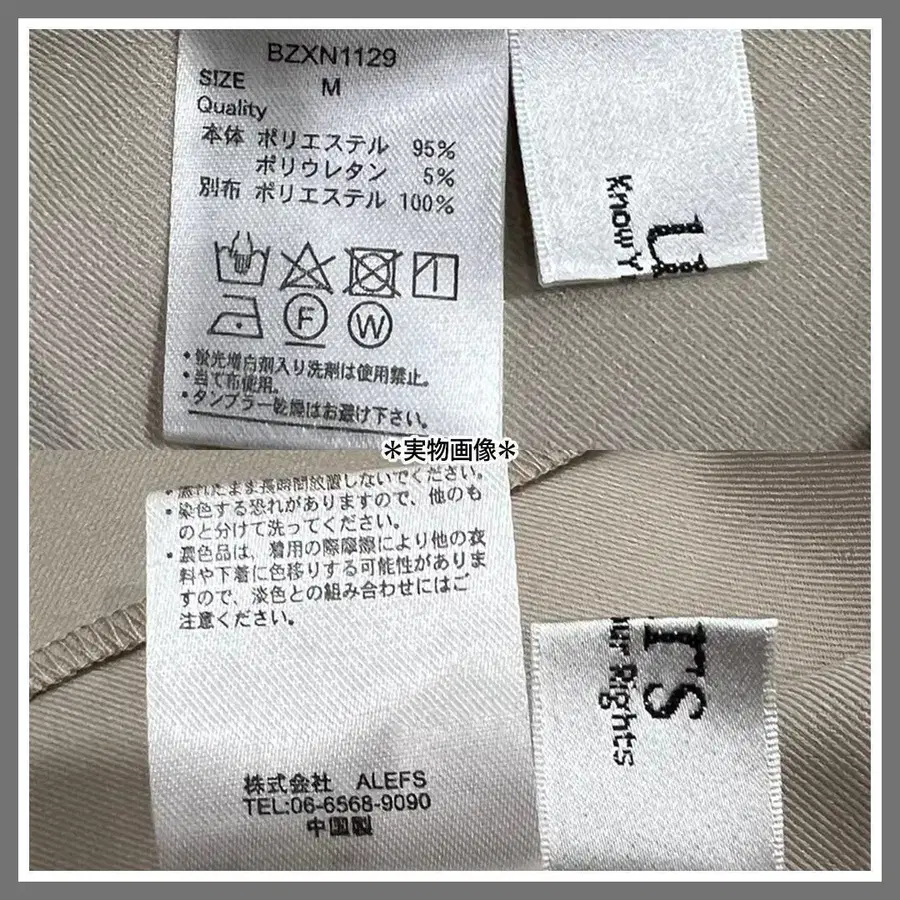 BZXN1129
SIZE M
Quality
本体 ポリエステル 95%
ポリウレタン 5%
別布 ポリエステル 100%
F
W
・蛍光増白剤入り洗剤は使用禁止。
・当て布使用。
・タンブラー乾燥はお避け下さい。
Know Y
*実物画像*
・濡れたまま長時間放置しないでください。
・染色する恐れがありますので、他のも
のと分けて洗ってください。
・濃色品は、着用の際摩擦により他の衣
料や下着に色移りする可能性がありま
すので、淡色との組み合わせにはご
注意ください。
株式会社 ALEFS
TEL:06-6568-9090
中国製
rs
ur Rights